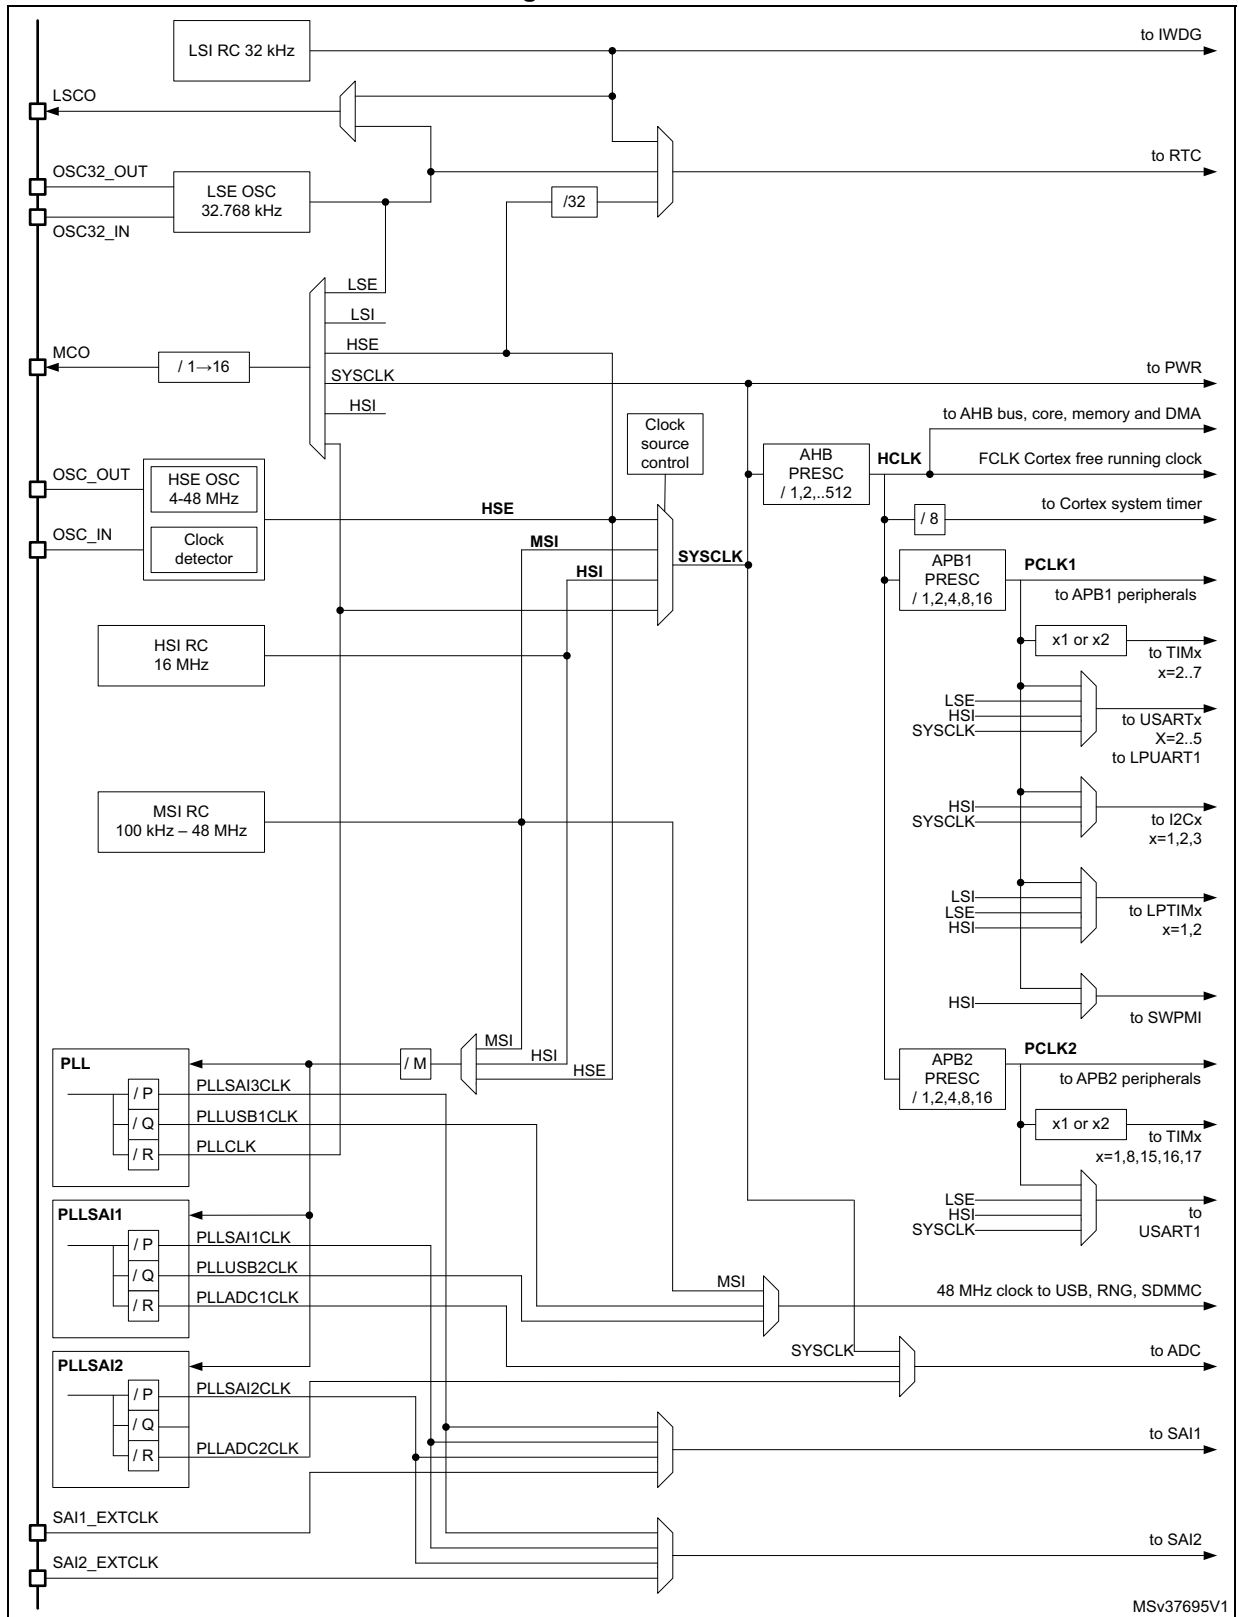 LSI RC 32 kHz
to IWDG
LSCO
OSC32_OUT
to RTC
LSE OSC
32.768 kHz
/32
OSC32_IN
LSE
LSI
MCO
HSE
/ 1→16
to PWR
SYSCLK
HSI
to AHB bus, core, memory and DMA
Clock
source
control
AHB
PRESC
/ 1,2,..512
HCLK
FCLK Cortex free running clock
OSC_OUT
HSE OSC
4-48 MHz
to Cortex system timer
/ 8
HSE
OSC_IN
Clock
detector
MSI
SYSCLK
HSI
APB1
PRESC
/ 1,2,4,8,16
PCLK1
to APB1 peripherals
HSI RC
16 MHz
x1 or x2
to TIMx
x=2..7
LSE
HSI
SYSCLK
to USARTx
X=2..5
to LPUART1
MSI RC
100 kHz – 48 MHz
HSI
SYSCLK
to I2Cx
x=1,2,3
LSI
LSE
HSI
to LPTIMx
x=1,2
HSI
to SWPMI
MSI
HSI
HSE
/ M
PLL
/ P
PLLSAI3CLK
/ Q
PLLUSB1CLK
/ R
PLLCLK
APB2
PRESC
/ 1,2,4,8,16
PCLK2
to APB2 peripherals
x1 or x2
to TIMx
x=1,8,15,16,17
LSE
HSI
SYSCLK
to
USART1
PLLSAI1
/ P
PLLSAI1CLK
/ Q
PLLUSB2CLK
/ R
PLLADC1CLK
MSI
48 MHz clock to USB, RNG, SDMMC
SYSCLK
to ADC
PLLSAI2
/ P
PLLSAI2CLK
/ Q
/ R
PLLADC2CLK
to SAI1
SAI1_EXTCLK
to SAI2
SAI2_EXTCLK
MSv37695V1